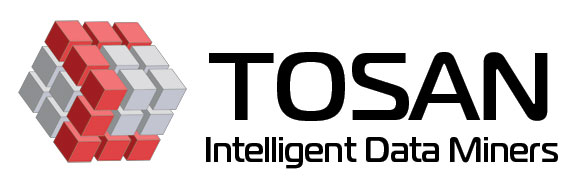 TOSAN
Intelligent Data Miners